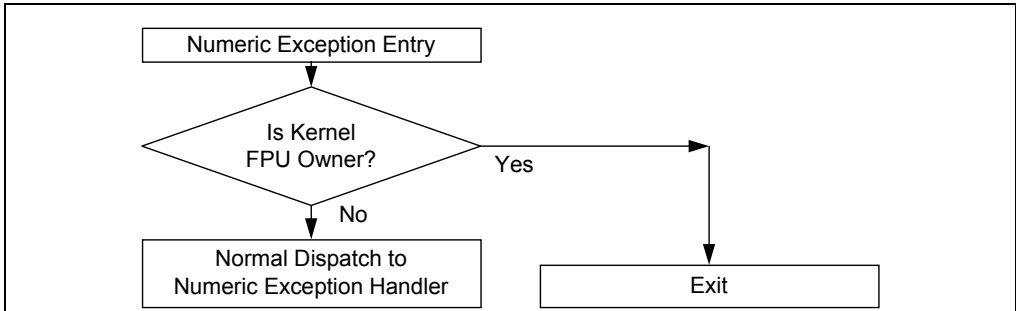 Numeric Exception Entry
Is Kernel
FPU Owner?
Yes
No
Normal Dispatch to
Numeric Exception Handler
Exit